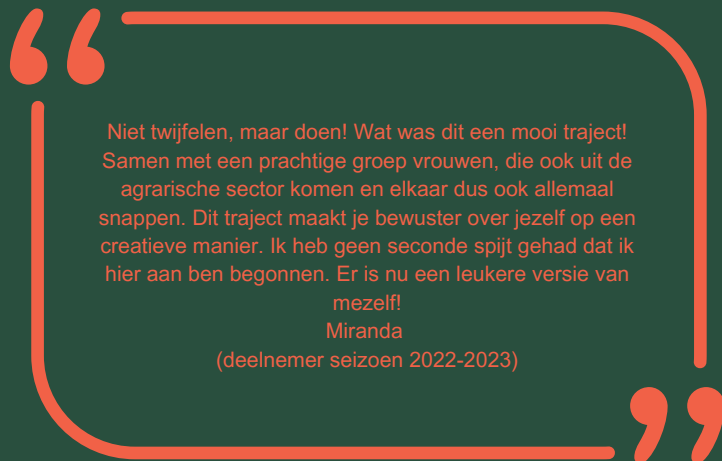 Niet twijfelen, maar doen! Wat was dit een mooi traject!
Samen met een prachtige groep vrouwen, die ook uit de
agrarische sector komen en elkaar dus ook allemaal
snappen. Dit traject maakt je bewuster over jezelf op een
creatieve manier. Ik heb geen seconde spijt gehad dat ik
hier aan ben begonnen. Er is nu een leukere versie van
mezelf!
Miranda
(deelnemer seizoen 2022-2023)